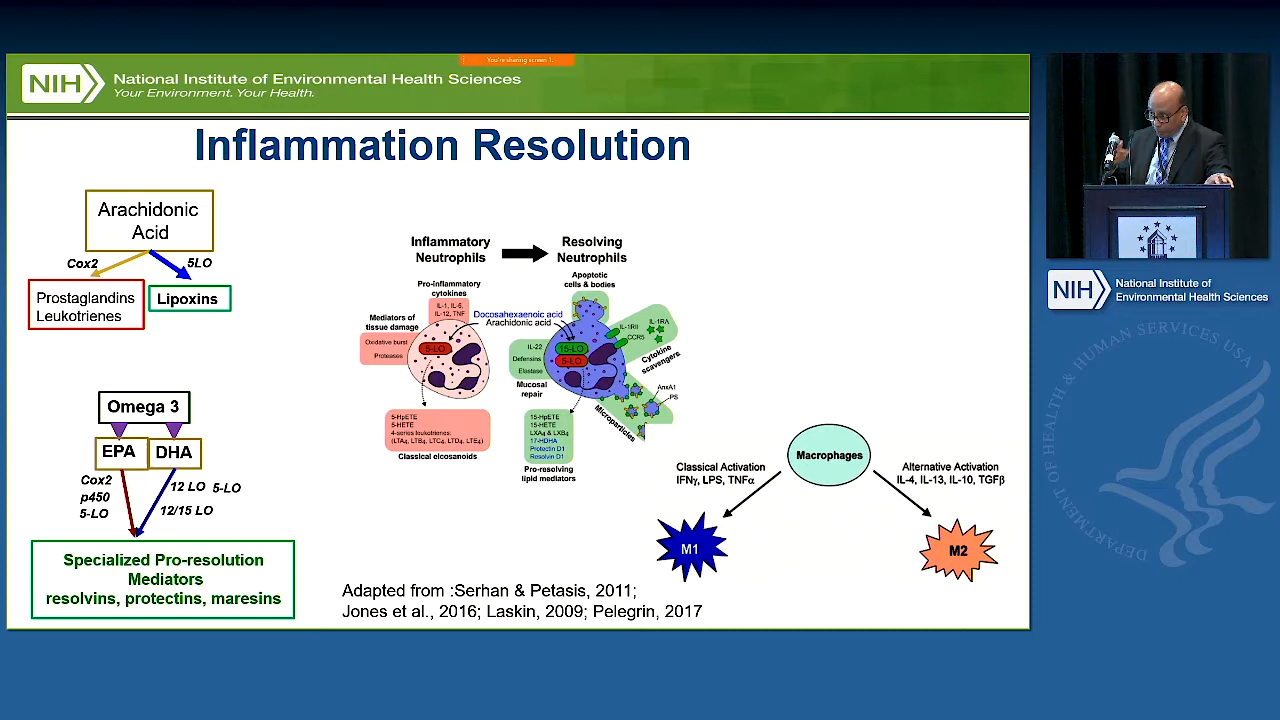 You're sharing screen 1.
NIH
National Institute of Environmental Health Sciences
Your Environment. Your Health.
Inflammation Resolution
Arachidonic
Acid
Cox2
5LO
Prostaglandins
Leukotrienes
Lipoxins
Omega 3
EPA
DHA
Cox2
p450
5-LO
12 LO
5-LO
12/15 LO
Specialized Pro-resolution
Mediators
resolvins, protectins, maresins
Inflammatory
Neutrophils
Resolving
Neutrophils
Pro-inflammatory
cytokines
IL-1, IL-6,
IL-12, TNF
Mediators of
tissue damage
Oxidative burst
Proteases
5-LO
Docosahexaenoic acid
Arachidonic acid
Apoptotic
cells & bodies
IL-1RII
IL-1RA
CCR5
Cytokine
scavengers
15-LO
5-LO
IL-22
Defensins
Elastase
Mucosal
repair
AnxA1
PS
Microparticles
5-HpETE
5-HETE
4-series leukotrienes:
(LTA4, LTB4, LTC4, LTD4, LTE4)
Classical eicosanoids
15-HpETE
15-HETE
LXA4 & LXB4
17-HDHA
Protectin D1
Resolvin D1
Pro-resolving
lipid mediators
Macrophages
Classical Activation
IFNγ, LPS, TNFα
Alternative Activation
IL-4, IL-13, IL-10, TGFβ
M1
M2
Adapted from :Serhan & Petasis, 2011;
Jones et al., 2016; Laskin, 2009; Pelegrin, 2017
NIH
National Institute of
Environmental Health Sciences
DEPARTMENT OF HEALTH & HUMAN SERVICES USA